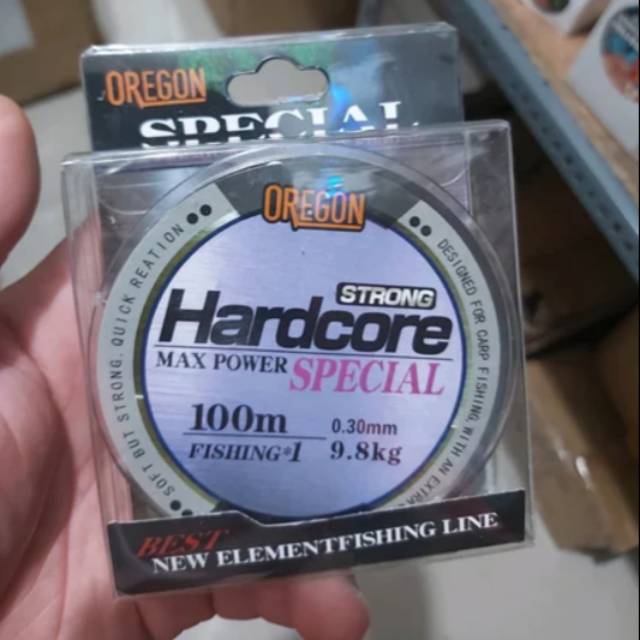 OREGON
SPECIAL
OREGON
SOFT BUT STRONG. QUICK REATION
DESIGNED FOR CARP FISHING WITH AN EXTRA
STRONG
Hardcore
MAX POWER SPECIAL
100m 0.30mm
FISHING*1 9.8kg
BEST
NEW ELEMENTFISHING LINE